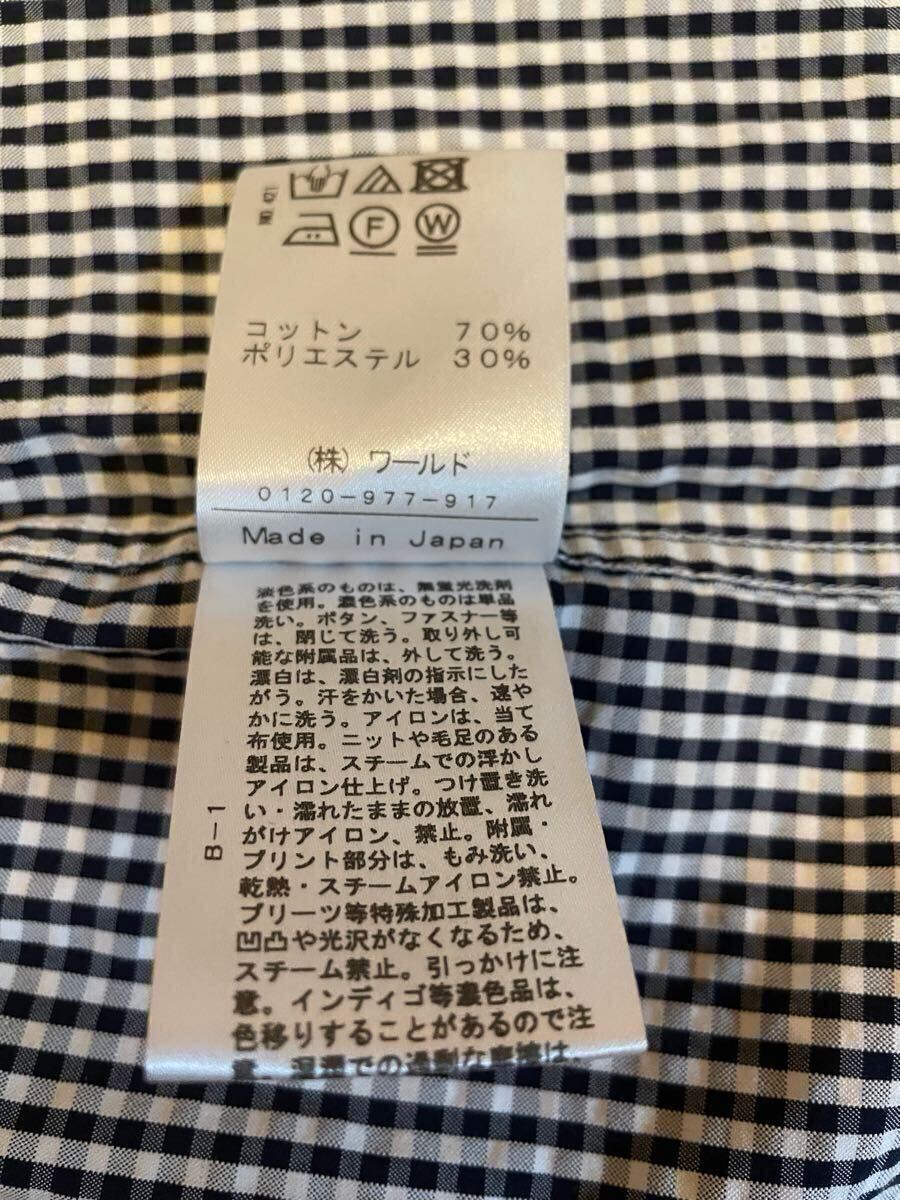 NO. 421
F W
コットン 70%
ポリエステル 30%
(株) ワールド
0120-977-917
Made in Japan
淡色系のものは、無蛍光洗剤
を使用。濃色系のものは単品
洗い。ボタン、ファスナー等
は、閉じて洗う。取り外し可
能な附属品は、外して洗う。
漂白は、漂白剤の指示にした
がう。汗をかいた場合、速や
かに洗う。アイロンは、当て
布使用。ニットや毛足のある
製品は、スチームでの浮かし
アイロン仕上げ。つけ置き洗
い・濡れたままの放置、濡れ
がけアイロン、禁止。附属・
プリント部分は、もみ洗い、
乾熱・スチームアイロン禁止。
プリーツ等特殊加工製品は、
凹凸や光沢がなくなるため、
スチーム禁止。引っかけに注
意。インディゴ等濃色品は、
色移りすることがあるので注
意。湿潤での過剰な摩擦は、
B-1